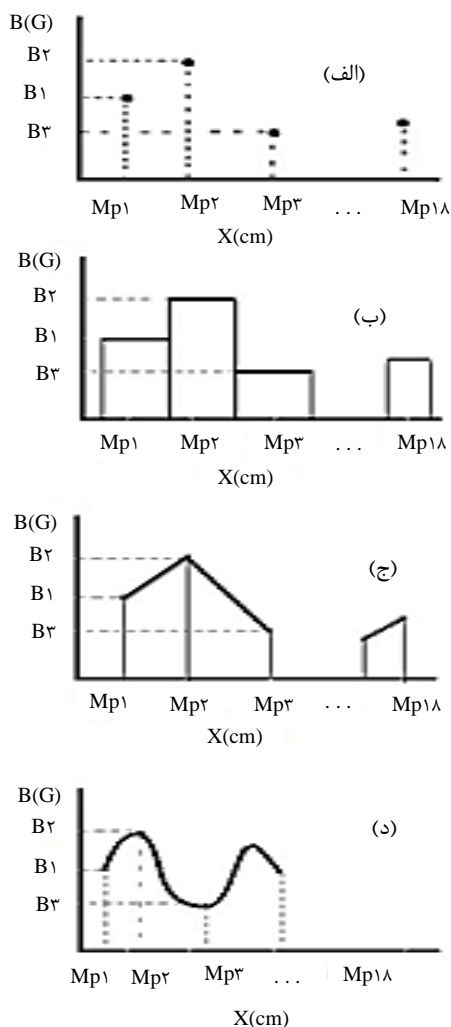 B(G)
B۲
(الف)
B۱
B۳
Mp۱ Mp۲ Mp۳ ... Mp۱۸
X(cm)
B(G)
B۲
(ب)
B۱
B۳
Mp۱ Mp۲ Mp۳ ... Mp۱۸
X(cm)
B(G)
B۲
(ج)
B۱
B۳
Mp۱ Mp۲ Mp۳ ... Mp۱۸
X(cm)
B(G)
B۲
(د)
B۱
B۳
Mp۱ Mp۲ Mp۳ ... Mp۱۸
X(cm)